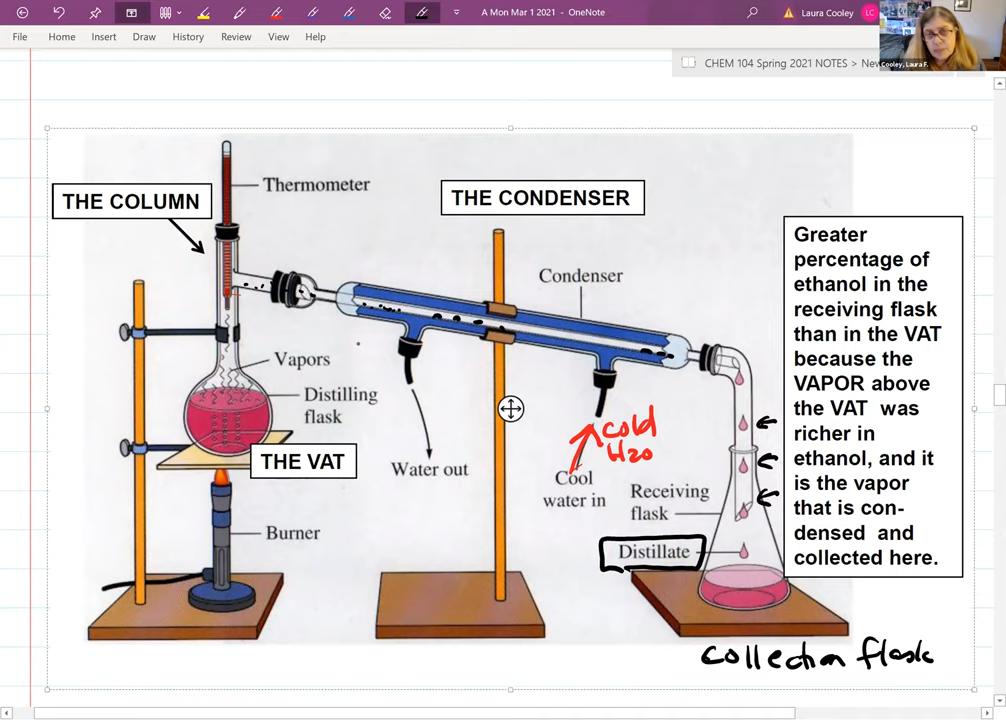 A Mon Mar 1 2021 - OneNote
Laura Cooley
LC
File Home Insert Draw History Review View Help
Cooley, Laura F.
CHEM 104 Spring 2021 NOTES > New
THE COLUMN
Thermometer
THE CONDENSER
Condenser
Vapors
Distilling
flask
THE VAT
Burner
Water out
cold
H2O
Cool
water in
Receiving
flask
Distillate
Greater
percentage of
ethanol in the
receiving flask
than in the VAT
because the
VAPOR above
the VAT was
richer in
ethanol, and it
is the vapor
that is con-
densed and
collected here.
collection flask